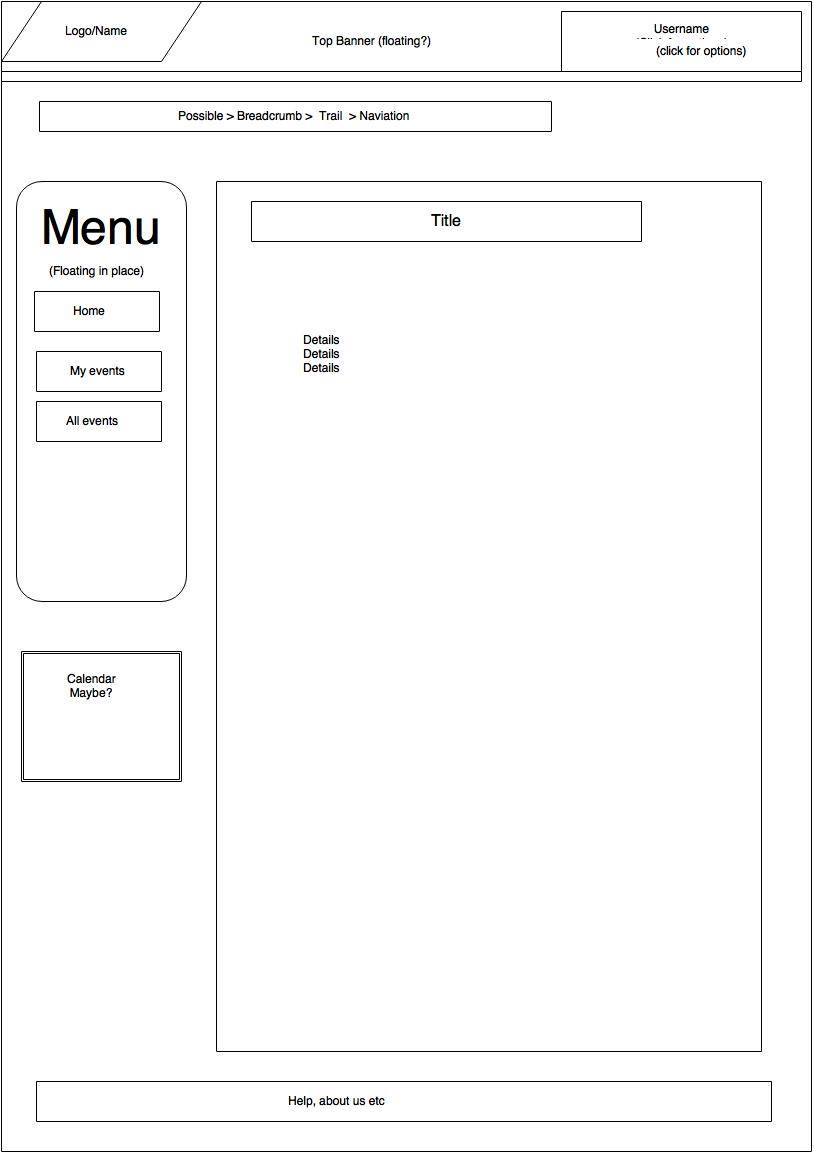 Logo/Name
Top Banner (floating?)
Username
(click for options)
Possible > Breadcrumb > Trail > Naviation
Menu
(Floating in place)
Home
My events
All events
Title
Details
Details
Details
Calendar
Maybe?
Help, about us etc